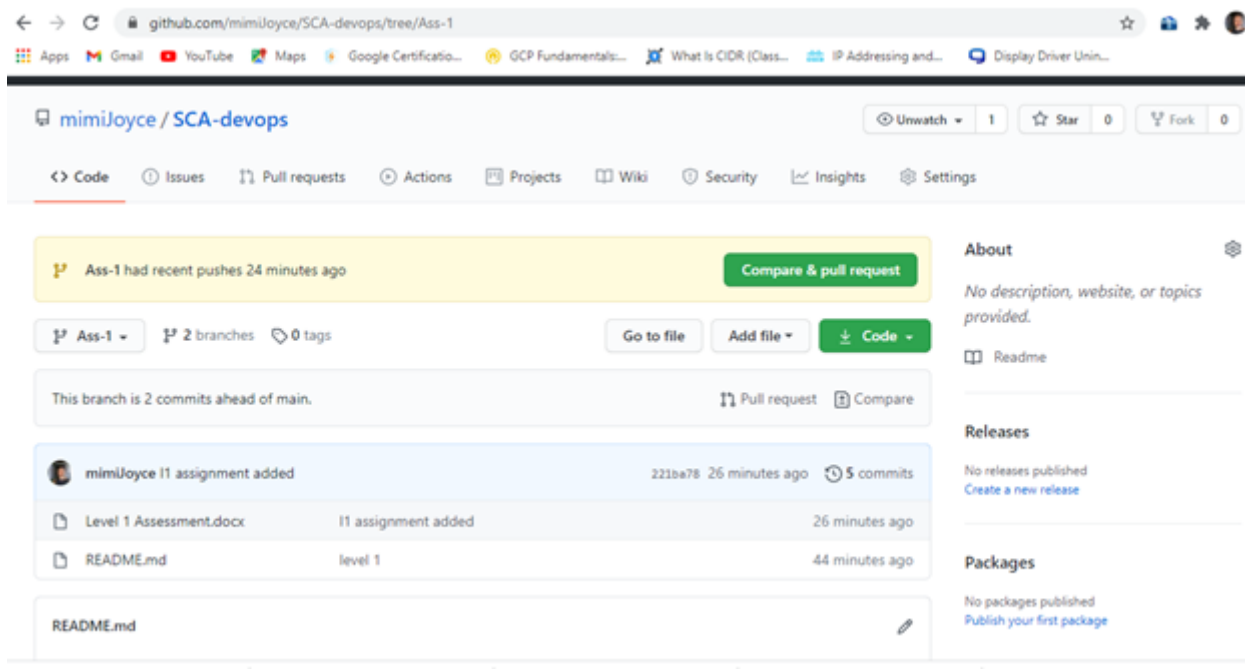 github.com/mimiJoyce/SCA-devops/tree/Ass-1
Apps Gmail YouTube Maps Google Certificatio... GCP Fundamentals:... What Is CIDR (Class... IP Addressing and... Display Driver Unin...
mimiJoyce / SCA-devops Unwatch 1 Star 0 Fork 0
Code Issues Pull requests Actions Projects Wiki Security Insights Settings
Ass-1 had recent pushes 24 minutes ago Compare & pull request
About
No description, website, or topics
provided.
Ass-1 2 branches 0 tags Go to file Add file Code
Readme
This branch is 2 commits ahead of main. Pull request Compare
Releases
mimiJoyce l1 assignment added 221ba78 26 minutes ago 5 commits
No releases published
Create a new release
Level 1 Assessment.docx l1 assignment added 26 minutes ago
README.md level 1 44 minutes ago
Packages
No packages published
Publish your first package
README.md